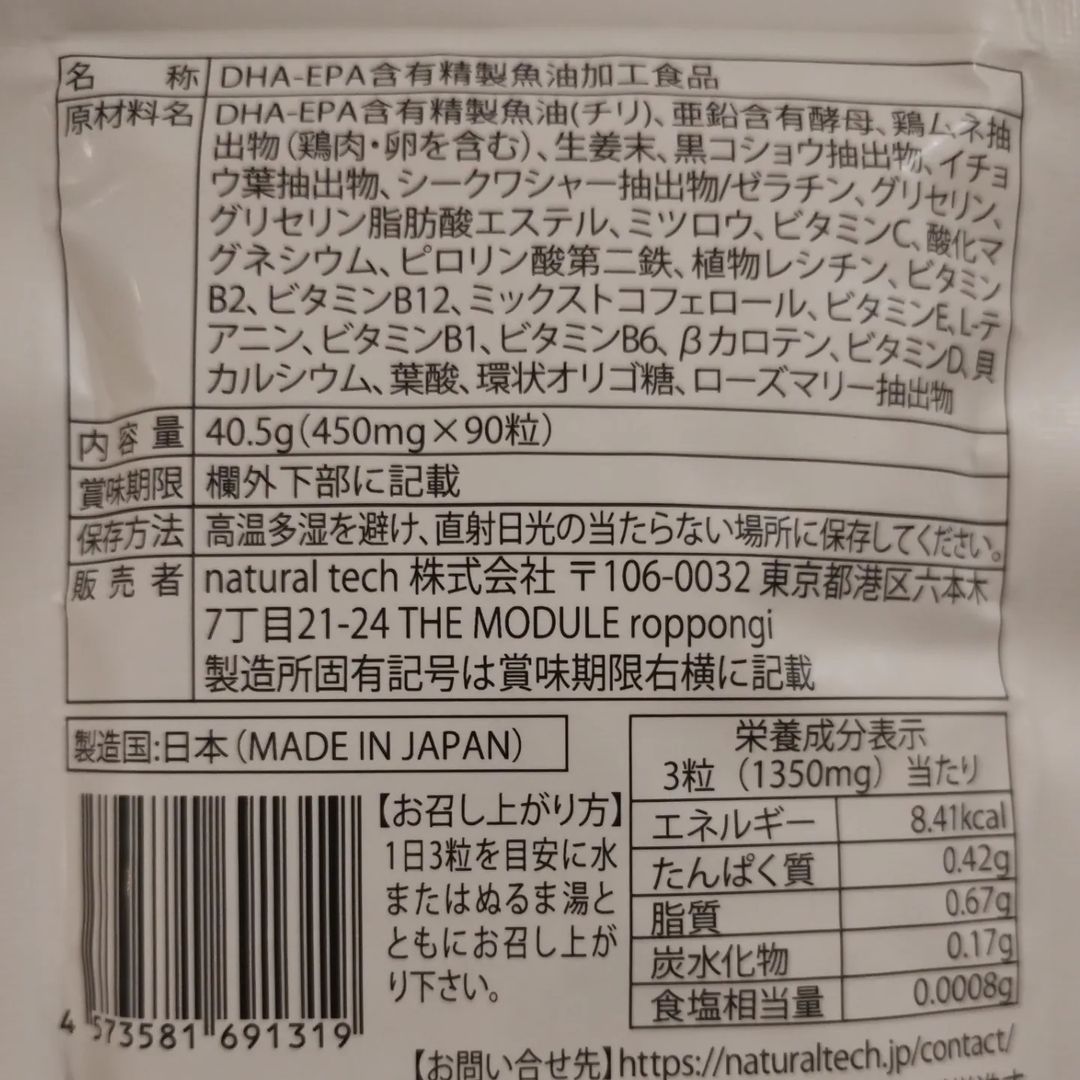 名称 DHA-EPA含有精製魚油加工食品
原材料名 DHA-EPA含有精製魚油(チリ)、亜鉛含有酵母、鶏ムネ抽
出物(鶏肉・卵を含む)、生姜末、黒コショウ抽出物、イチョ
ウ葉抽出物、シークワシャー抽出物/ゼラチン、グリセリン、
グリセリン脂肪酸エステル、ミツロウ、ビタミンC、酸化マ
グネシウム、ピロリン酸第二鉄、植物レシチン、ビタミン
B2、ビタミンB12、ミックストコフェロール、ビタミンE、L-テ
アニン、ビタミンB1、ビタミンB6、βカロテン、ビタミンD、貝
カルシウム、葉酸、環状オリゴ糖、ローズマリー抽出物
内容量 40.5g(450mg×90粒)
賞味期限 欄外下部に記載
保存方法 高温多湿を避け、直射日光の当たらない場所に保存してください。
販売者 natural tech 株式会社 〒106-0032 東京都港区六本木
7丁目21-24 THE MODULE roppongi
製造所固有記号は賞味期限右横に記載
製造国:日本(MADE IN JAPAN)
4 573581 691319
【お召し上がり方】
1日3粒を目安に水
またはぬるま湯と
ともにお召し上が
り下さい。
栄養成分表示
3粒(1350mg)当たり
エネルギー 8.41kcal
たんぱく質 0.42g
脂質 0.67g
炭水化物 0.17g
食塩相当量 0.0008g
【お問い合せ先】https://naturaltech.jp/contact/